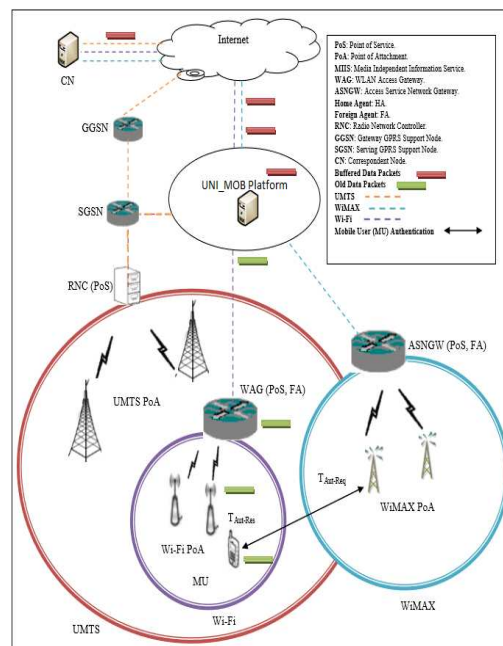 Internet
CN
GGSN
UNI_MOB Platform
SGSN
RNC (PoS)
PoS: Point of Service.
PoA: Point of Attachment.
MIIS: Media Independent Information Service.
WAG: WLAN Access Gateway.
ASNGW: Access Service Network Gateway.
Home Agent: HA.
Foreign Agent: FA.
RNC: Radio Network Controller.
GGSN: Gateway GPRS Support Node.
SGSN: Serving GPRS Support Node.
CN: Correspondent Node.
Buffered Data Packets
Old Data Packets
UMTS
WiMAX
Wi-Fi
Mobile User (MU) Authentication
ASNGW (PoS, FA)
WAG (PoS, FA)
UMTS PoA
TAut-Req
WiMAX PoA
TAut-Res
Wi-Fi PoA
MU
Wi-Fi
WiMAX
UMTS